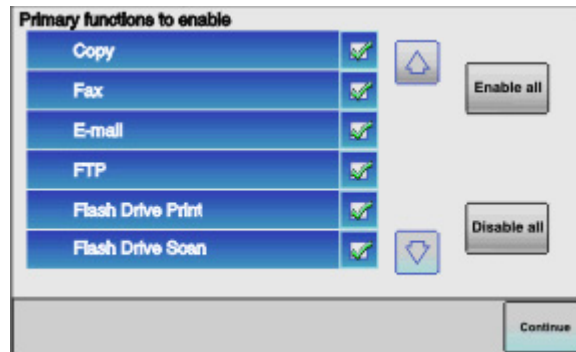 Primary functions to enable
Copy
Fax
E-mail
FTP
Flash Drive Print
Flash Drive Scan
Enable all
Disable all
Continue